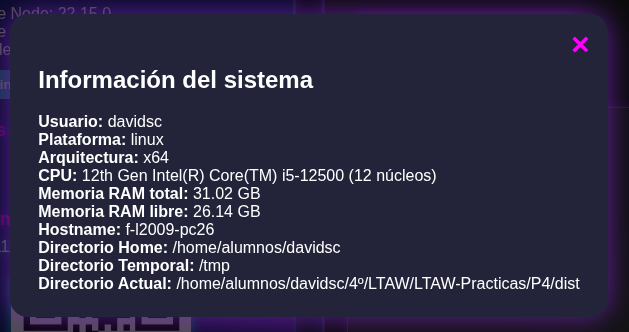 Node: 22.15.0
×
Información del sistema
Usuario: davidsc
Plataforma: linux
Arquitectura: x64
CPU: 12th Gen Intel(R) Core(TM) i5-12500 (12 núcleos)
Memoria RAM total: 31.02 GB
Memoria RAM libre: 26.14 GB
Hostname: f-l2009-pc26
Directorio Home: /home/alumnos/davidsc
Directorio Temporal: /tmp
Directorio Actual: /home/alumnos/davidsc/4º/LTAW/LTAW-Practicas/P4/dist